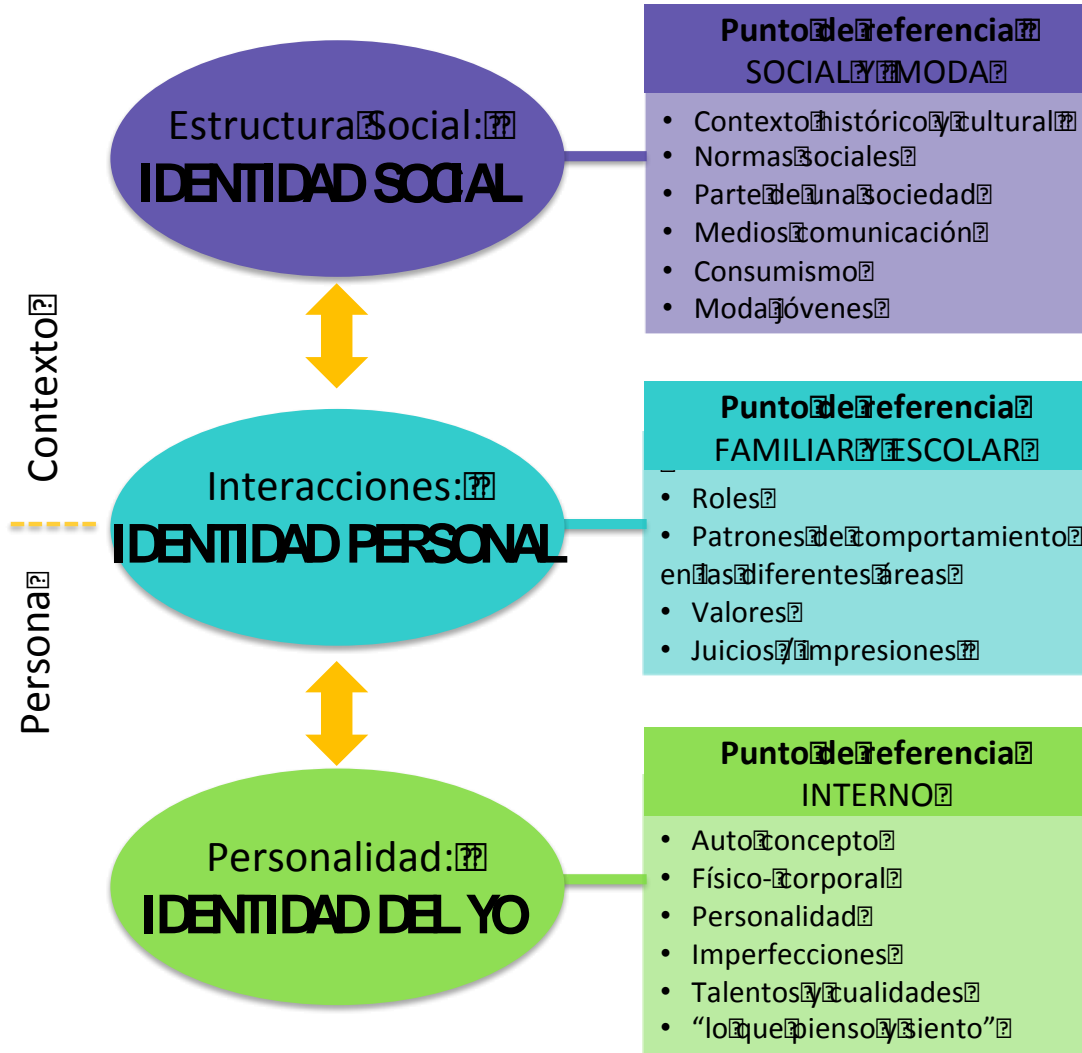 Punto de referencia
SOCIAL Y MODA
Estructura Social:
IDENTIDAD SOCIAL
• Contexto histórico y cultural
• Normas sociales
• Parte de una sociedad
• Medios comunicación
• Consumismo
• Moda jóvenes
Contexto
Persona
Punto de referencia
FAMILIAR Y ESCOLAR
Interacciones:
IDENTIDAD PERSONAL
• Roles
• Patrones de comportamiento
en las diferentes áreas
• Valores
• Juicios / impresiones
Punto de referencia
INTERNO
Personalidad:
IDENTIDAD DEL YO
• Auto concepto
• Físico- corporal
• Personalidad
• Imperfecciones
• Talentos y cualidades
• “lo que pienso y siento”